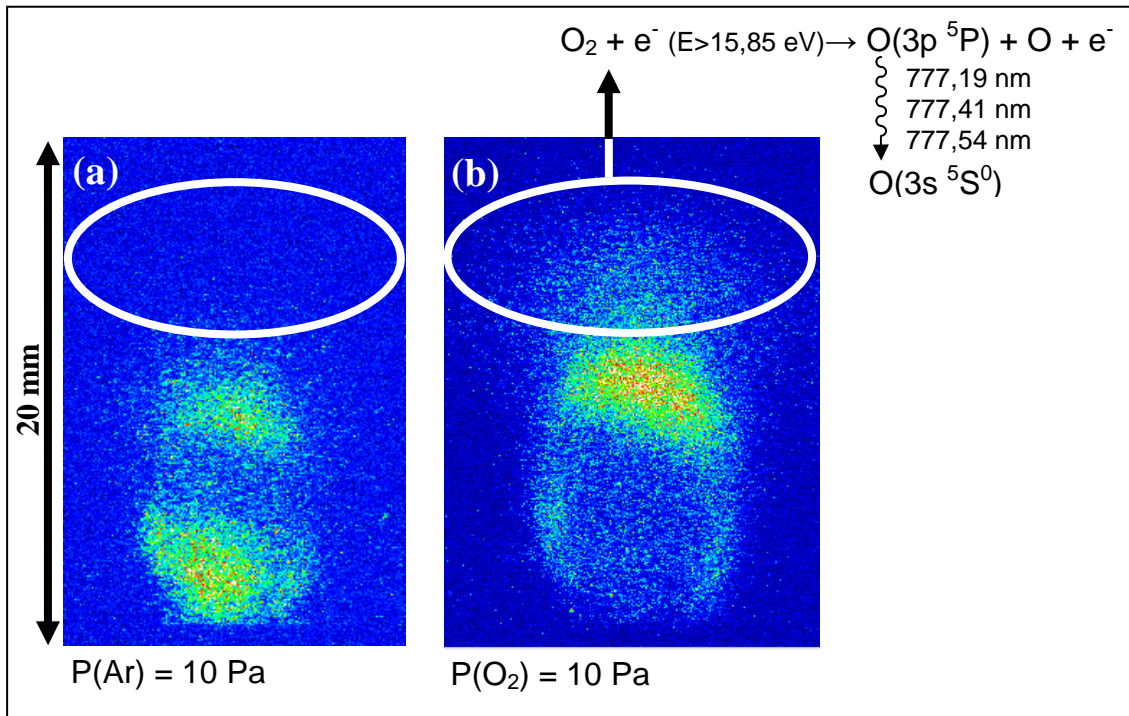 O₂ + e⁻ (E>15,85 eV)→ O(3p ⁵P) + O + e⁻
777,19 nm
777,41 nm
777,54 nm
O(3s ⁵S⁰)
(a)
(b)
20 mm
P(Ar) = 10 Pa
P(O₂) = 10 Pa